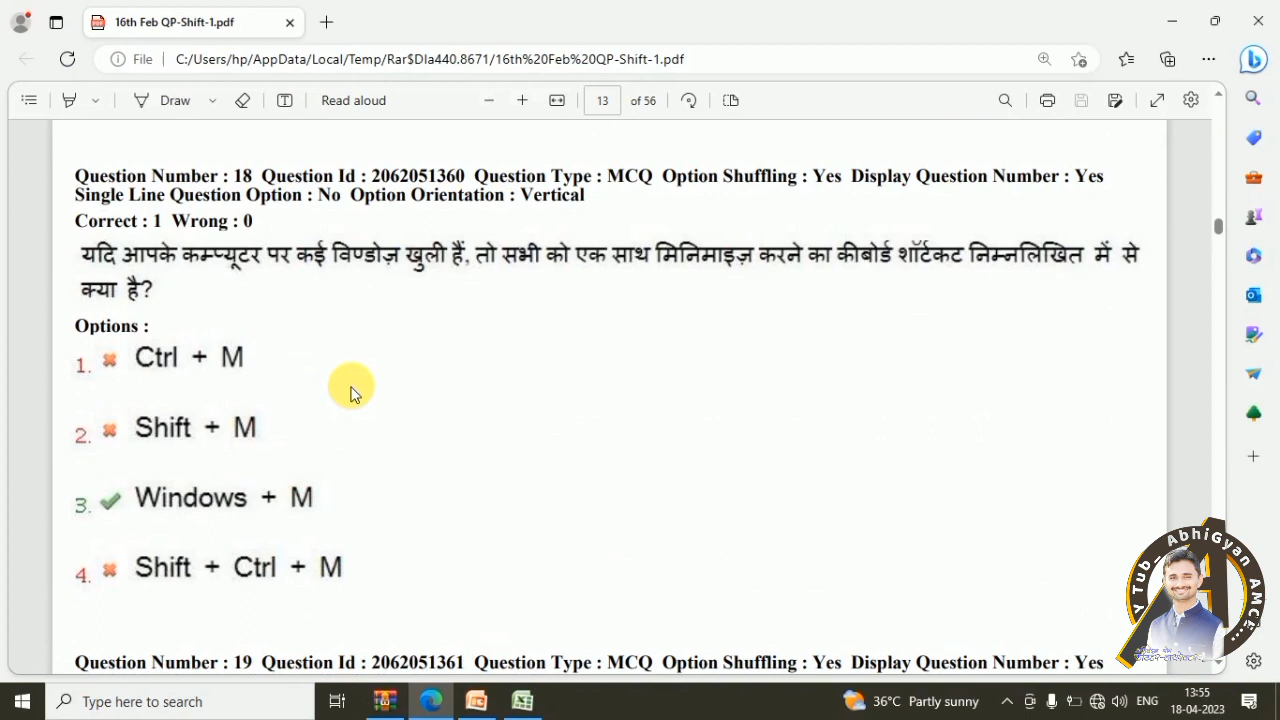 16th Feb QP-Shift-1.pdf
File C:/Users/hp/AppData/Local/Temp/Rar$DIa440.8671/16th%20Feb%20QP-Shift-1.pdf
Draw Read aloud 13 of 56
Question Number : 18 Question Id : 2062051360 Question Type : MCQ Option Shuffling : Yes Display Question Number : Yes
Single Line Question Option : No Option Orientation : Vertical
Correct : 1 Wrong : 0
यदि आपके कम्प्यूटर पर कई विण्डोज़ खुली हैं, तो सभी को एक साथ मिनिमाइज़ करने का कीबोर्ड शॉर्टकट निम्नलिखित में से
क्या है?
Options :
1. Ctrl + M
2. Shift + M
3. Windows + M
4. Shift + Ctrl + M
Y Tub_ AbhiGyan AMCE...
Question Number : 19 Question Id : 2062051361 Question Type : MCQ Option Shuffling : Yes Display Question Number : Yes
Type here to search 36°C Partly sunny ENG 13:55
18-04-2023